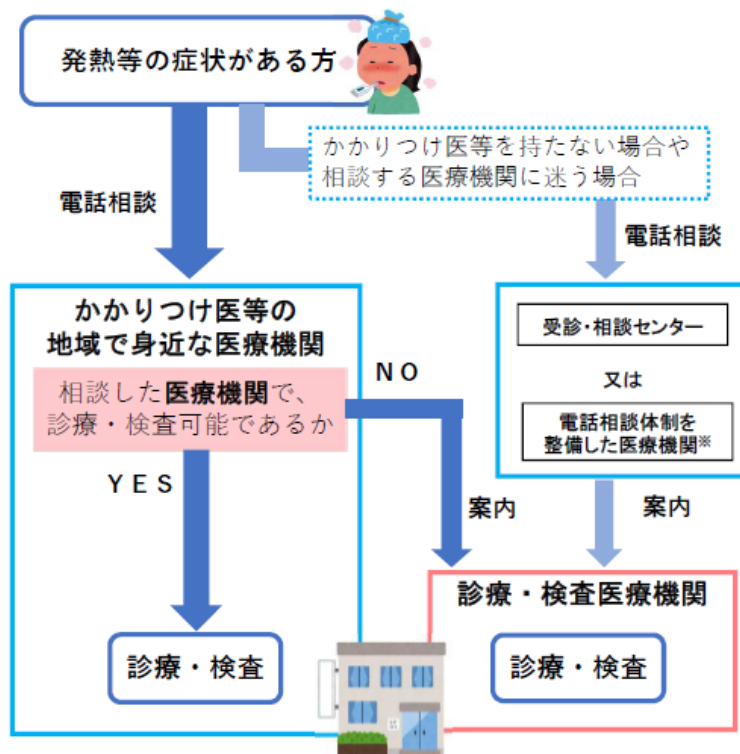 発熱等の症状がある方
かかりつけ医等を持たない場合や
相談する医療機関に迷う場合
電話相談
電話相談
かかりつけ医等の
地域で身近な医療機関
相談した医療機関で、
診療・検査可能であるか
NO
YES
受診・相談センター
又は
電話相談体制を
整備した医療機関※
案内
案内
診療・検査
診療・検査医療機関
診療・検査